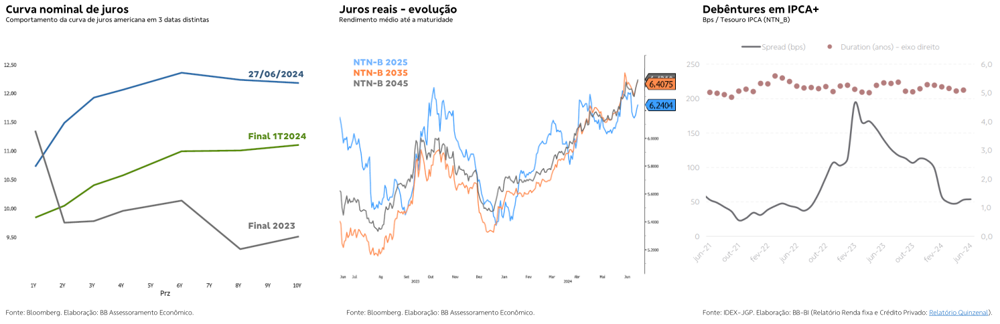 Curva nominal de juros
Comportamento da curva de juros americana em 3 datas distintas
12,50
12,00
11,50
11,00
10,50
10,00
9,50
27/06/2024
Final 1T2024
Final 2023
1Y 2Y 3Y 4Y 5Y 6Y 7Y 8Y 9Y 10Y
Prz
Fonte: Bloomberg. Elaboração: BB Assessoramento Econômico.
Juros reais - evolução
Rendimento médio até a maturidade
NTN-B 2025
NTN-B 2035
NTN-B 2045
6,4075
6,2404
6,0000
5,8000
5,6000
5,4000
5,2000
Jun Jul Ag Set Out Nov Dez Jan Fev Mar Abr Mai Jun
2023 2024
Fonte: Bloomberg. Elaboração: BB Assessoramento Econômico.
Debêntures em IPCA+
Bps / Tesouro IPCA (NTN_B)
Spread (bps) Duration (anos) - eixo direito
250 6,0
200 5,0
150 4,0
3,0
100
2,0
50 1,0
0 0,0
jun-21 out-21 fev-22 jun-22 out-22 fev-23 jun-23 out-23 fev-24 jun-24
Fonte: IDEX-JGP. Elaboração: BB-BI (Relatório Renda fixa e Crédito Privado: Relatório Quinzenal).